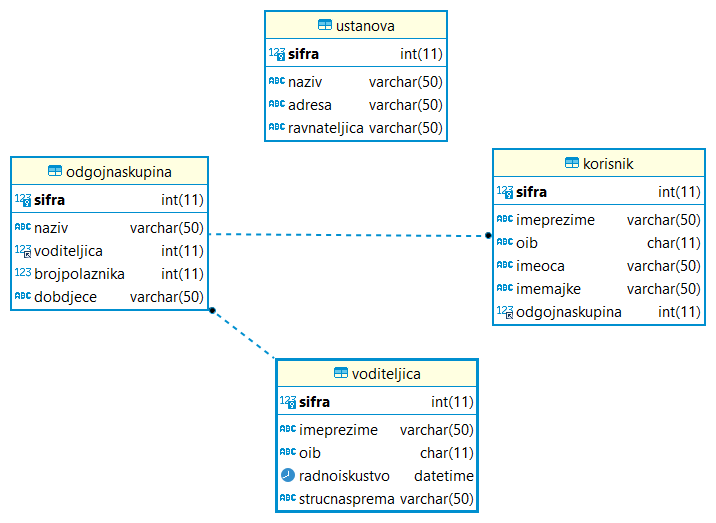 ustanova
sifra int(11)
naziv varchar(50)
adresa varchar(50)
ravnateljica varchar(50)
odgojnaskupina
sifra int(11)
naziv varchar(50)
voditeljica int(11)
brojpolaznika int(11)
dobdjece varchar(50)
korisnik
sifra int(11)
imeprezime varchar(50)
oib char(11)
imeoca varchar(50)
imemajke varchar(50)
odgojnaskupina int(11)
voditeljica
sifra int(11)
imeprezime varchar(50)
oib char(11)
radnoiskustvo datetime
strucnasprema varchar(50)